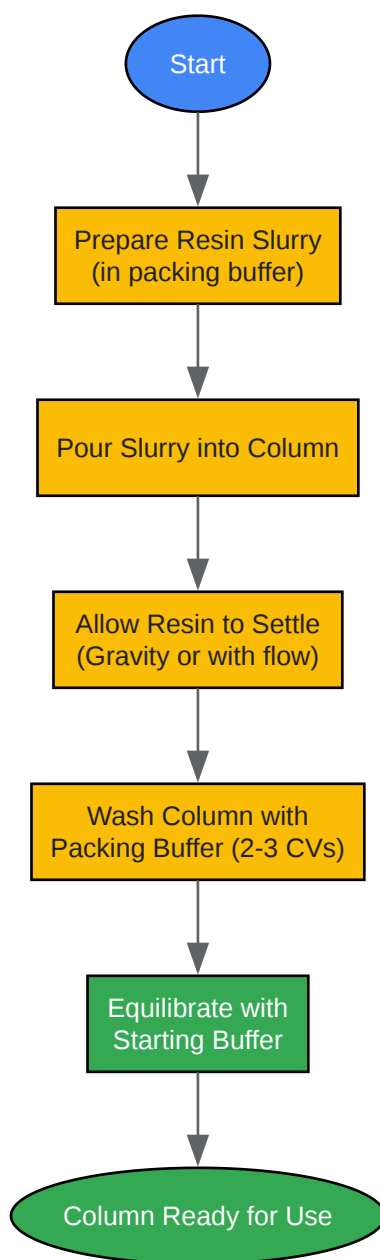 Start
Prepare Resin Slurry
(in packing buffer)
Pour Slurry into Column
Allow Resin to Settle
(Gravity or with flow)
Wash Column with
Packing Buffer (2-3 CVs)
Equilibrate with
Starting Buffer
Column Ready for Use